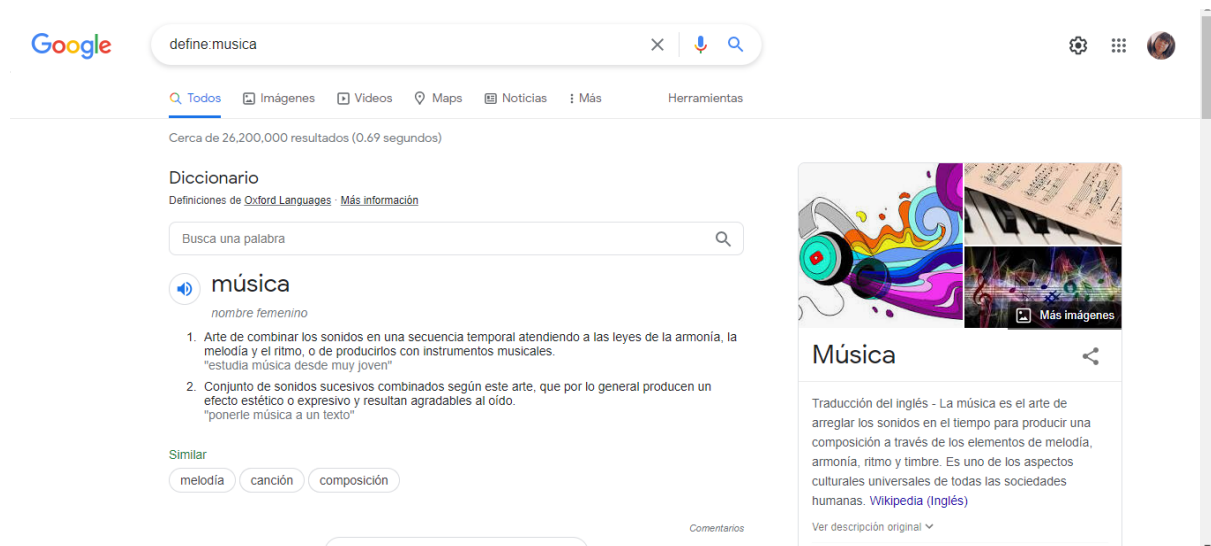 Google
define:musica
Todos
Imágenes
Videos
Maps
Noticias
Más
Herramientas
Cerca de 26,200,000 resultados (0.69 segundos)
Diccionario
Definiciones de Oxford Languages · Más información
Busca una palabra
música
nombre femenino
1. Arte de combinar los sonidos en una secuencia temporal atendiendo a las leyes de la armonía, la
melodía y el ritmo, o de producirlos con instrumentos musicales.
"estudia música desde muy joven"
2. Conjunto de sonidos sucesivos combinados según este arte, que por lo general producen un
efecto estético o expresivo y resultan agradables al oído.
"ponerle música a un texto"
Similar
melodía
canción
composición
Comentarios
Más imágenes
Música
Traducción del inglés - La música es el arte de
arreglar los sonidos en el tiempo para producir una
composición a través de los elementos de melodía,
armonía, ritmo y timbre. Es uno de los aspectos
culturales universales de todas las sociedades
humanas. Wikipedia (Inglés)
Ver descripción original